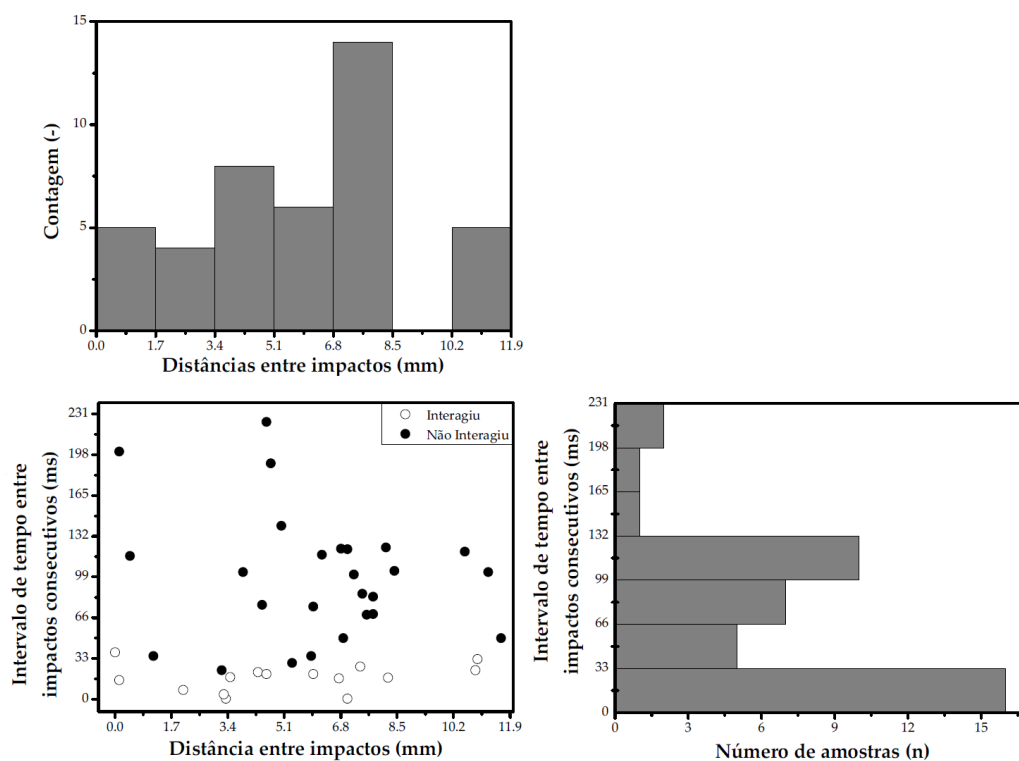 15
10
5
0
Contagem (-)
0.0 1.7 3.4 5.1 6.8 8.5 10.2 11.9
Distâncias entre impactos (mm)
231
198
165
132
99
66
33
0
Intervalo de tempo entre
impactos consecutivos (ms)
Interagiu
Não Interagiu
0.0 1.7 3.4 5.1 6.8 8.5 10.2 11.9
Distância entre impactos (mm)
231
198
165
132
99
66
33
0
Intervalo de tempo entre
impactos consecutivos (ms)
0 3 6 9 12 15
Número de amostras (n)